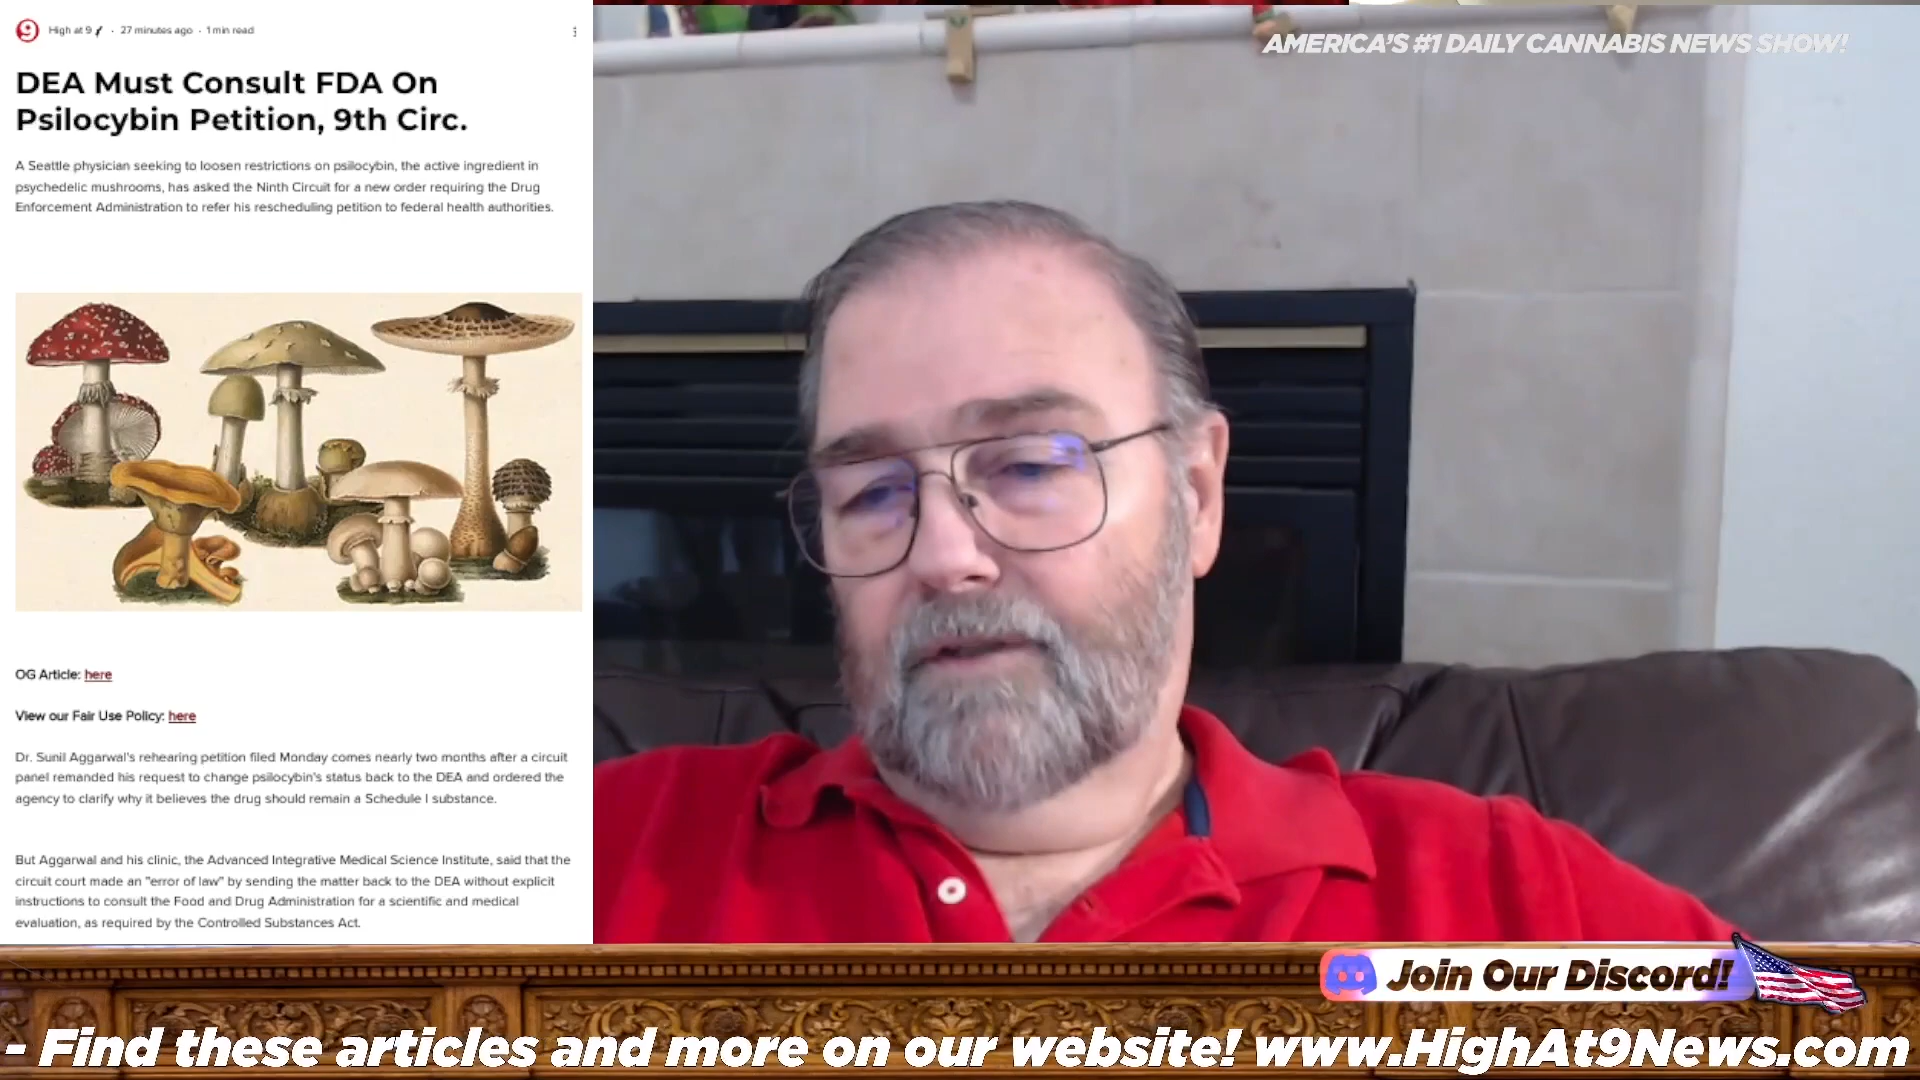 High at 9 · 27 minutes ago · 1 min read
DEA Must Consult FDA On
Psilocybin Petition, 9th Circ.
A Seattle physician seeking to loosen restrictions on psilocybin, the active ingredient in
psychedelic mushrooms, has asked the Ninth Circuit for a new order requiring the Drug
Enforcement Administration to refer his rescheduling petition to federal health authorities.
OG Article: here
View our Fair Use Policy: here
Dr. Sunil Aggarwal's rehearing petition filed Monday comes nearly two months after a circuit
panel remanded his request to change psilocybin's status back to the DEA and ordered the
agency to clarify why it believes the drug should remain a Schedule I substance.
But Aggarwal and his clinic, the Advanced Integrative Medical Science Institute, said that the
circuit court made an "error of law" by sending the matter back to the DEA without explicit
instructions to consult the Food and Drug Administration for a scientific and medical
evaluation, as required by the Controlled Substances Act.
AMERICA'S #1 DAILY CANNABIS NEWS SHOW!
Join Our Discord!
- Find these articles and more on our website! www.HighAt9News.com